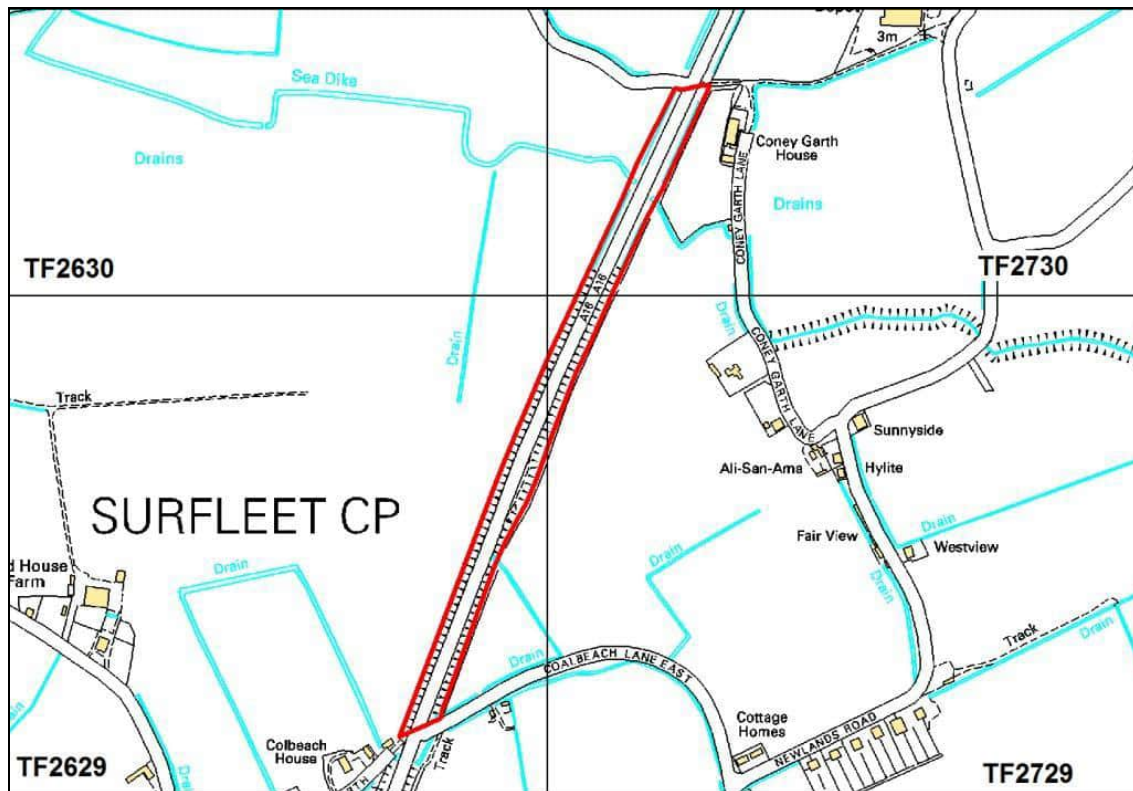 3m
Sea Dike
Drains
Coney Garth
House
CONEY GARTH LANE
Drains
TF2630
TF2730
A16 A16
Drain
Drain
CONEY GARTH LANE
Track
Sunnyside
Ali-San-Ama
Hylite
SURFLEET CP
Drain
Fair View
Westview
Drain
Drain
House
Farm
Drain
Track
Drain
Drain
COALBEACH LANE EAST
Cottage
Homes
NEWLANDS ROAD
Colbeach
House
Track
Drain
TF2629
TF2729